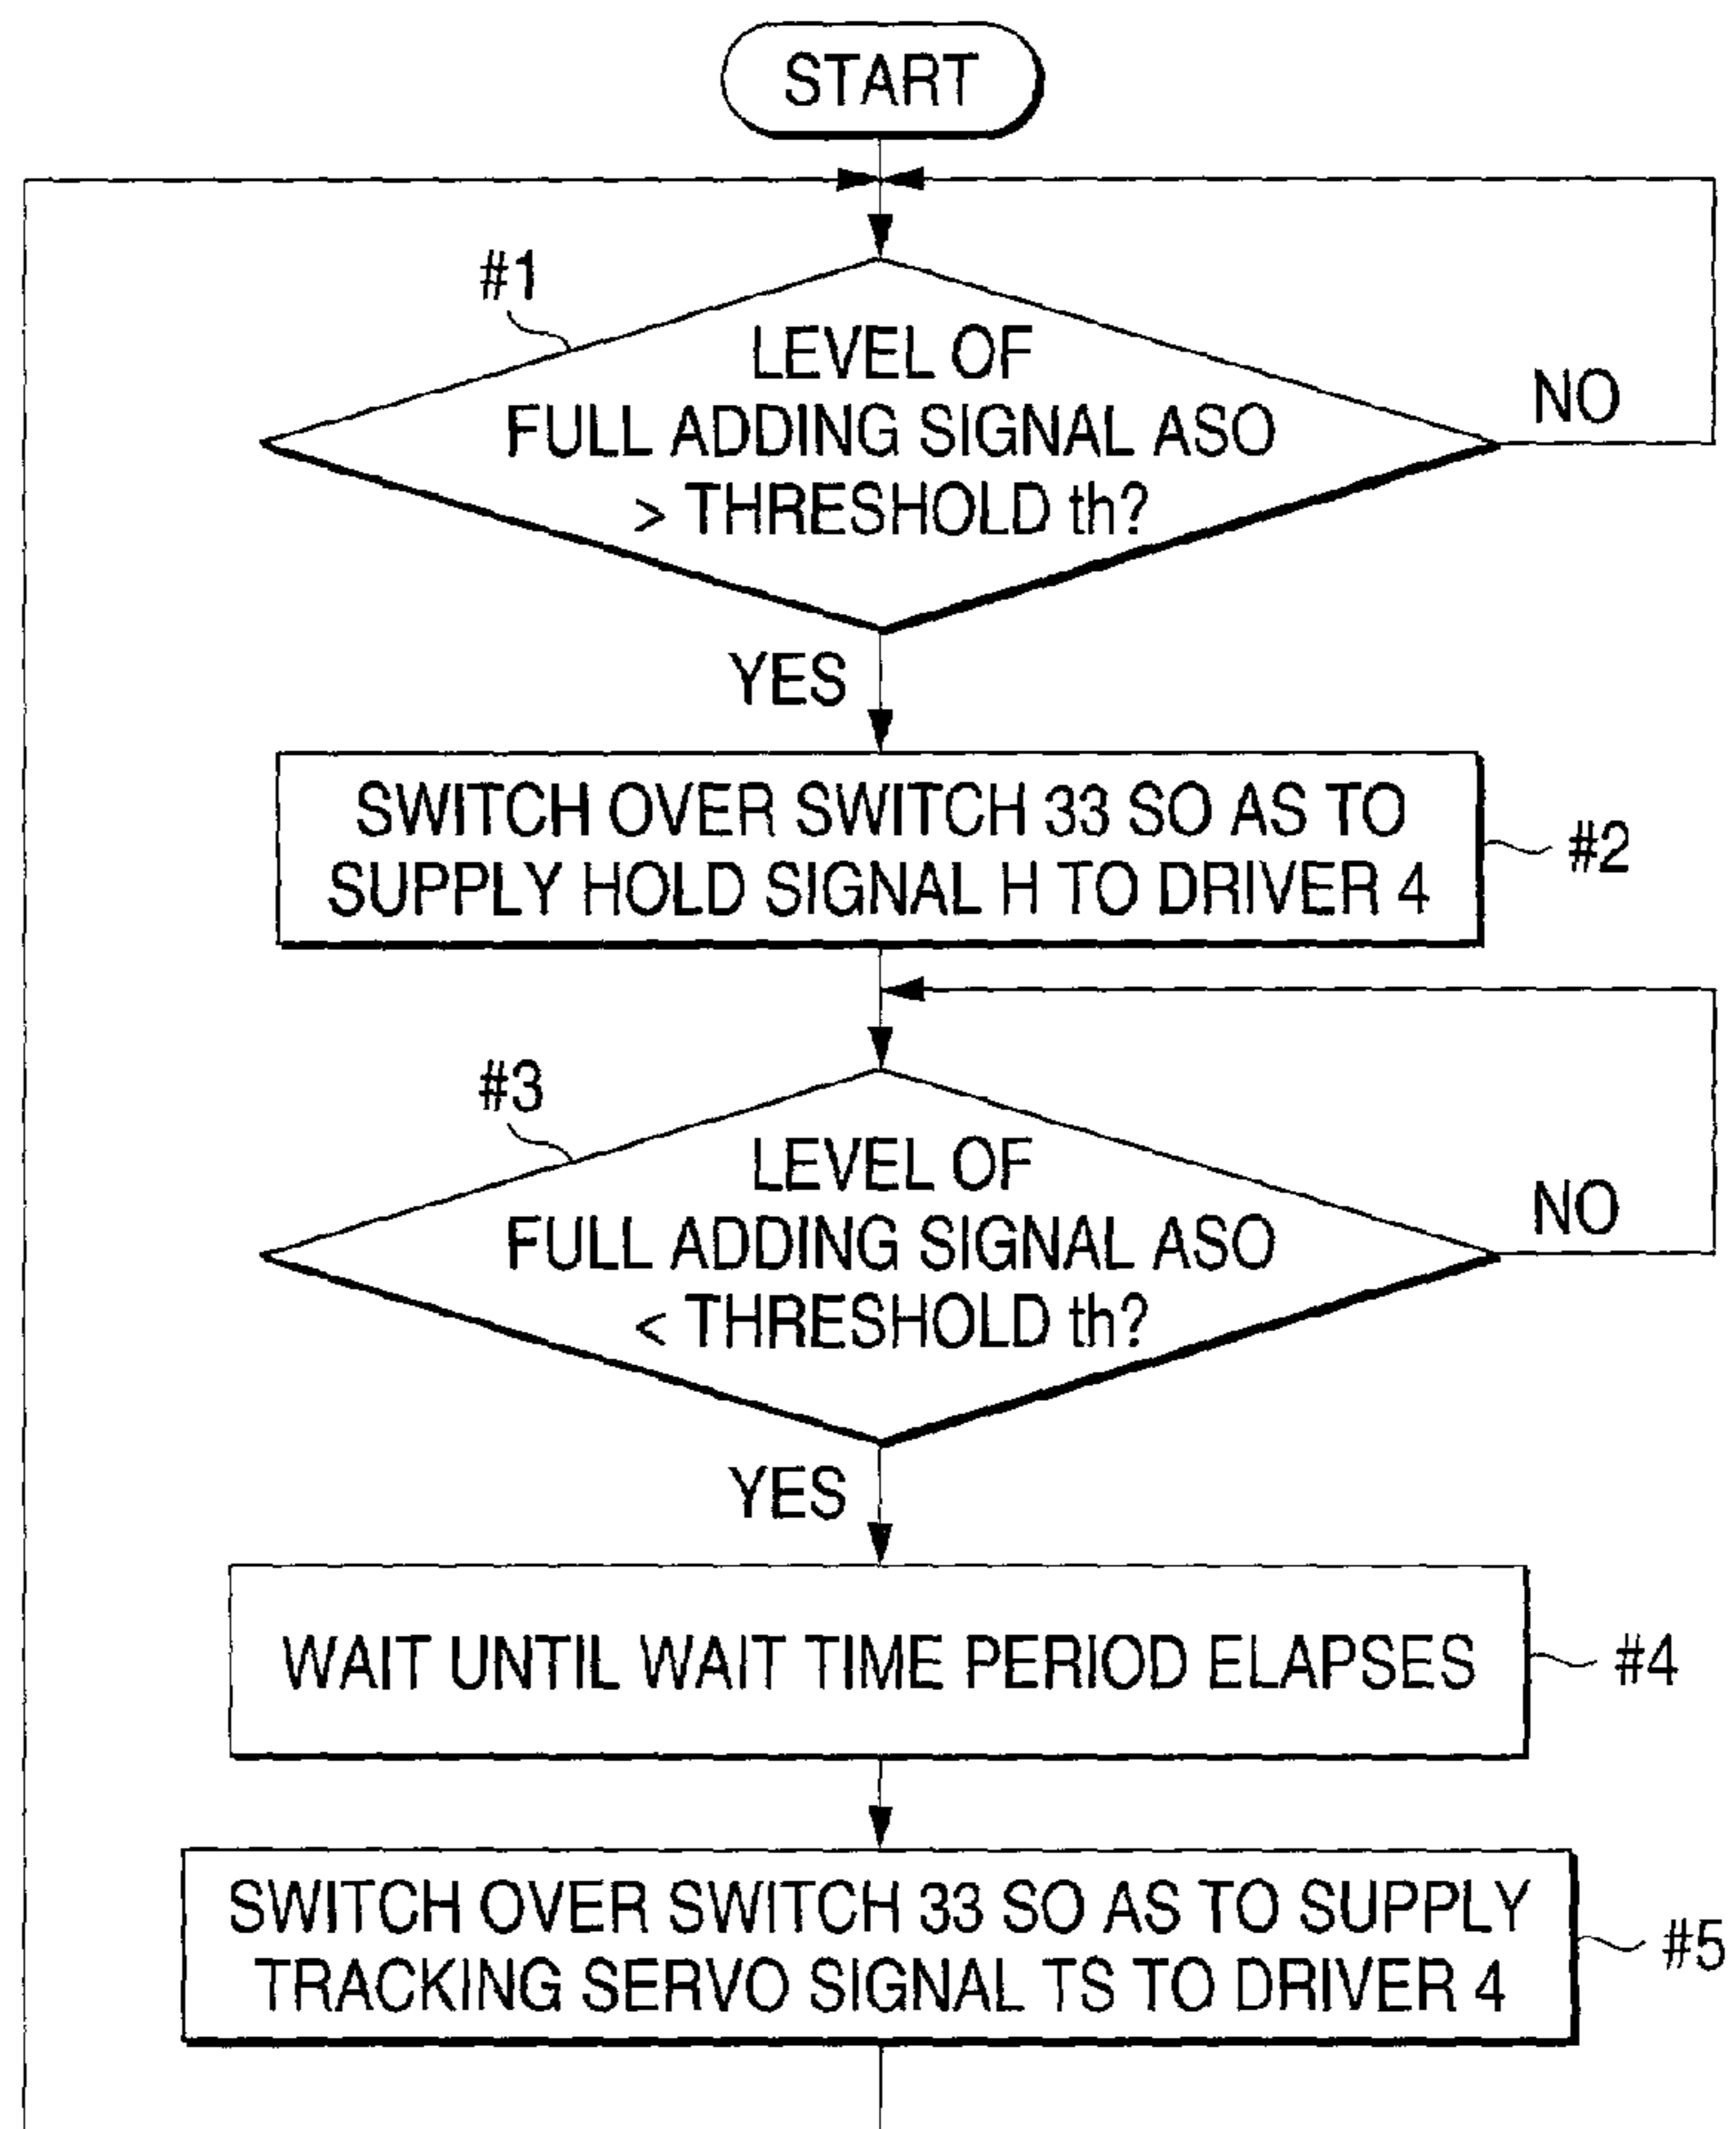 START
#1
LEVEL OF
FULL ADDING SIGNAL ASO
> THRESHOLD th?
NO
YES
SWITCH OVER SWITCH 33 SO AS TO
SUPPLY HOLD SIGNAL H TO DRIVER 4
#2
#3
LEVEL OF
FULL ADDING SIGNAL ASO
< THRESHOLD th?
NO
YES
WAIT UNTIL WAIT TIME PERIOD ELAPSES
#4
SWITCH OVER SWITCH 33 SO AS TO SUPPLY
TRACKING SERVO SIGNAL TS TO DRIVER 4
#5